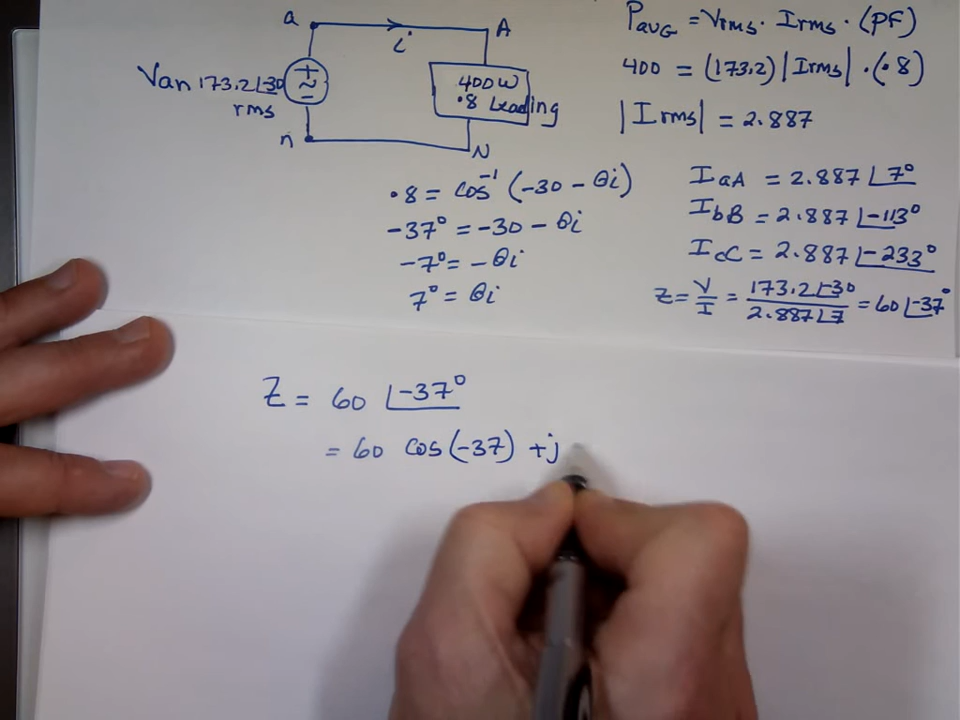 a
i
A
Van 173.2∠-30
rms
+
~
-
400W
.8 Leading
n
N
PAVG = Vrms · Irms · (PF)
400 = (173.2) |Irms| · (.8)
|Irms| = 2.887
.8 = cos⁻¹ (-30 - θi)
-37° = -30 - θi
-7° = -θi
7° = θi
IaA = 2.887 ∠7°
IbB = 2.887 ∠-113°
IcC = 2.887 ∠-233°
Z = V/I = 173.2∠-30 / 2.887∠7 = 60 ∠-37°
Z = 60 ∠-37°
= 60 cos(-37) + j